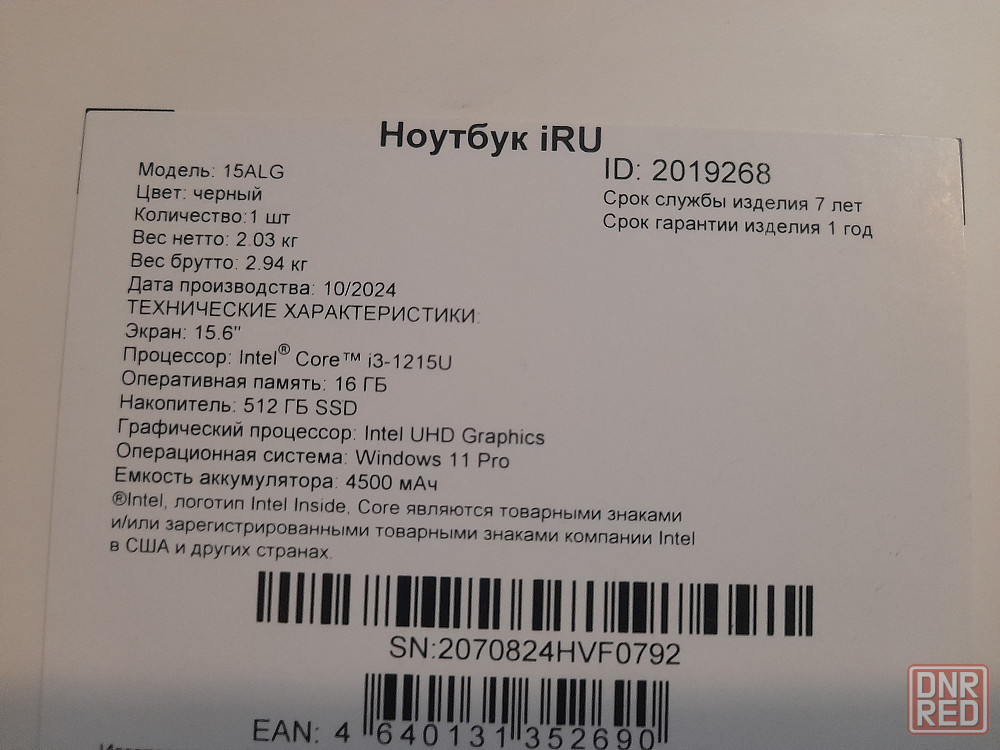 Ноутбук iRU
Модель: 15ALG
Цвет: черный
Количество:1 шт
Вес нетто: 2.03 кг
Вес брутто: 2.94 кг
Дата производства: 10/2024
ID: 2019268
Срок службы изделия 7 лет
Срок гарантии изделия 1 год
ТЕХНИЧЕСКИЕ ХАРАКТЕРИСТИКИ:
Экран: 15.6"
Процессор: Intel® Core™ i3-1215U
Оперативная память: 16 ГБ
Накопитель: 512 ГБ SSD
Графический процессор: Intel UHD Graphics
Операционная система: Windows 11 Pro
Емкость аккумулятора: 4500 мАч
®Intel, логотип Intel Inside, Core являются товарными знаками
и/или зарегистрированными товарными знаками компании Intel
в США и других странах.
SN:2070824HVF0792
EAN: 4 640131 352690
DNR
RED